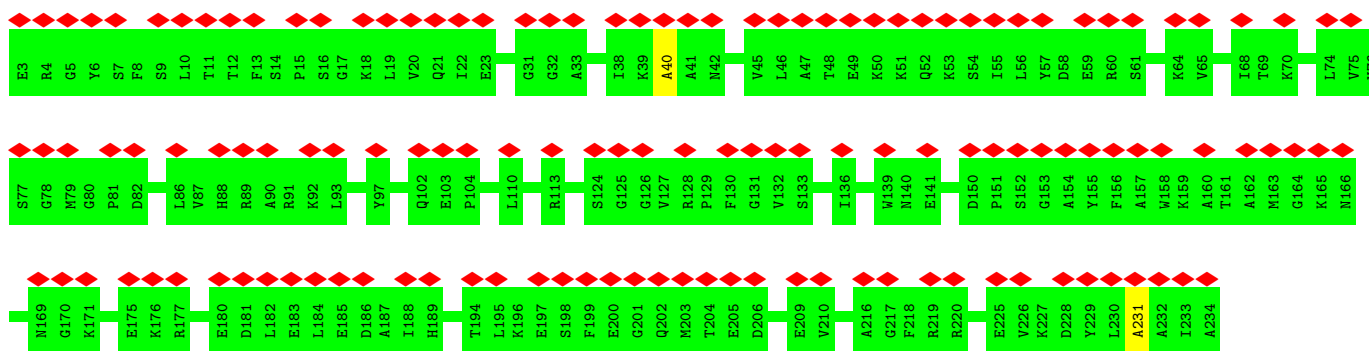 E3 R4 G5 Y6 S7 F8 S9 L10 T11 T12 F13 S14 P15 S16 G17 K18 L19 V20 Q21 I22 E23 G31 G32 A33 I38 K39 A40 A41 N42 V45 L46 A47 T48 E49 K50 K51 Q52 K53 S54 I55 L56 Y57 D58 E59 R60 S61 K64 V65 I68 T69 K70 L74 V75
S77 G78 M79 G80 P81 D82 L86 V87 H88 R89 A90 R91 K92 L93 Y97 Q102 E103 P104 L110 R113 S124 G125 G126 V127 R128 P129 F130 G131 V132 S133 I136 W139 N140 E141 D150 P151 S152 G153 A154 Y155 F156 A157 W158 K159 A160 T161 A162 M163 G164 K165 N166
N169 G170 K171 E175 K176 R177 E180 D181 L182 E183 L184 E185 D186 A187 I188 H189 T194 L195 K196 E197 S198 F199 E200 G201 Q202 M203 T204 E205 D206 E209 V210 A216 G217 F218 R219 R220 E225 V226 K227 D228 Y229 L230 A231 A232 I233 A234